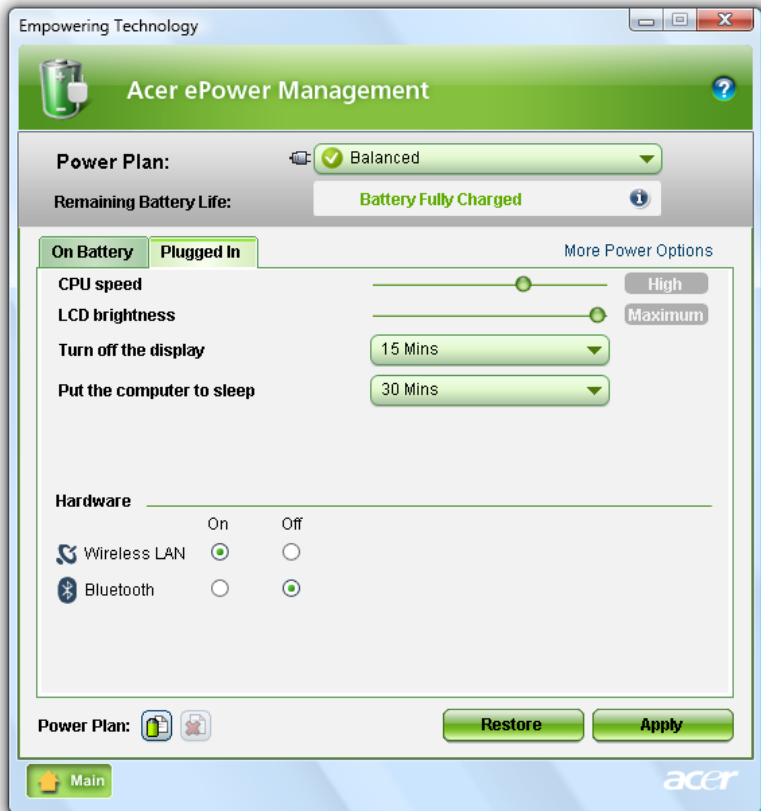 Empowering Technology
Acer ePower Management
?
Power Plan: Balanced
Remaining Battery Life: Battery Fully Charged
On Battery Plugged In More Power Options
CPU speed High
LCD brightness Maximum
Turn off the display 15 Mins
Put the computer to sleep 30 Mins
Hardware
On Off
Wireless LAN
Bluetooth
Power Plan: Restore Apply
Main acer